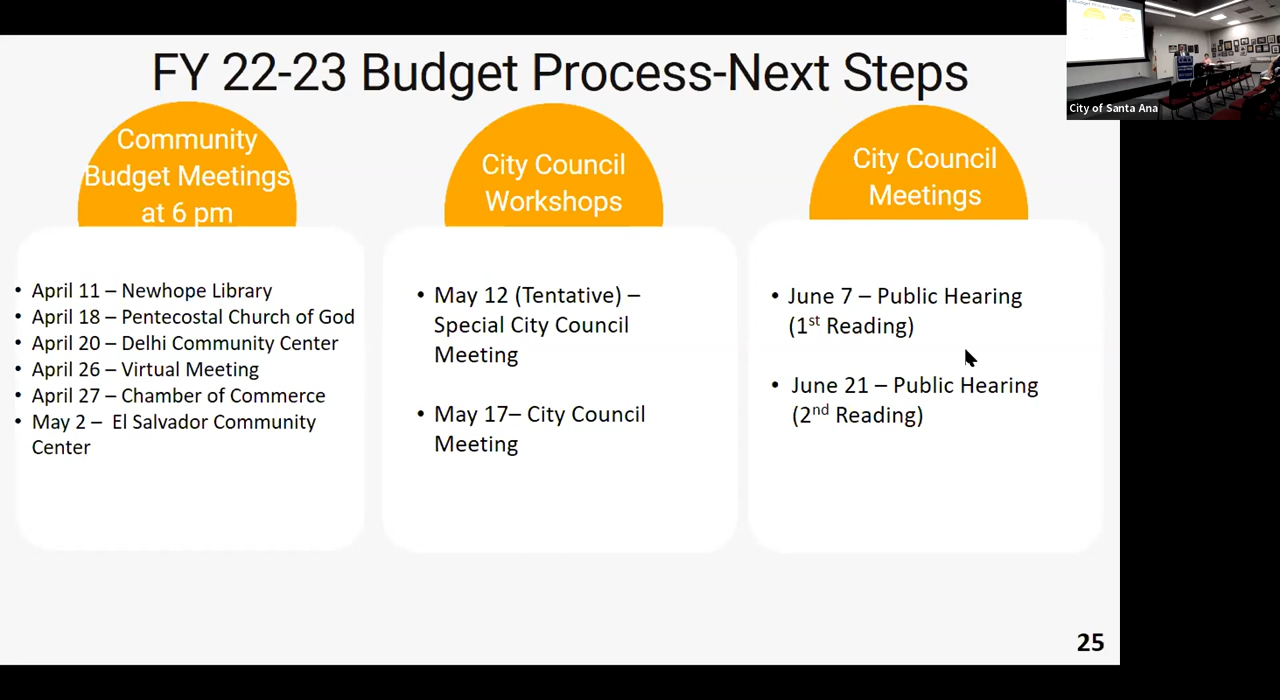 FY 22-23 Budget Process-Next Steps
Community
Budget Meetings
at 6 pm
• April 11 – Newhope Library
• April 18 – Pentecostal Church of God
• April 20 – Delhi Community Center
• April 26 – Virtual Meeting
• April 27 – Chamber of Commerce
• May 2 –  El Salvador Community
Center
City Council
Workshops
• May 12 (Tentative) –
Special City Council
Meeting
• May 17– City Council
Meeting
City Council
Meetings
• June 7 – Public Hearing
(1st Reading)
• June 21 – Public Hearing
(2nd Reading)
25
City of Santa Ana